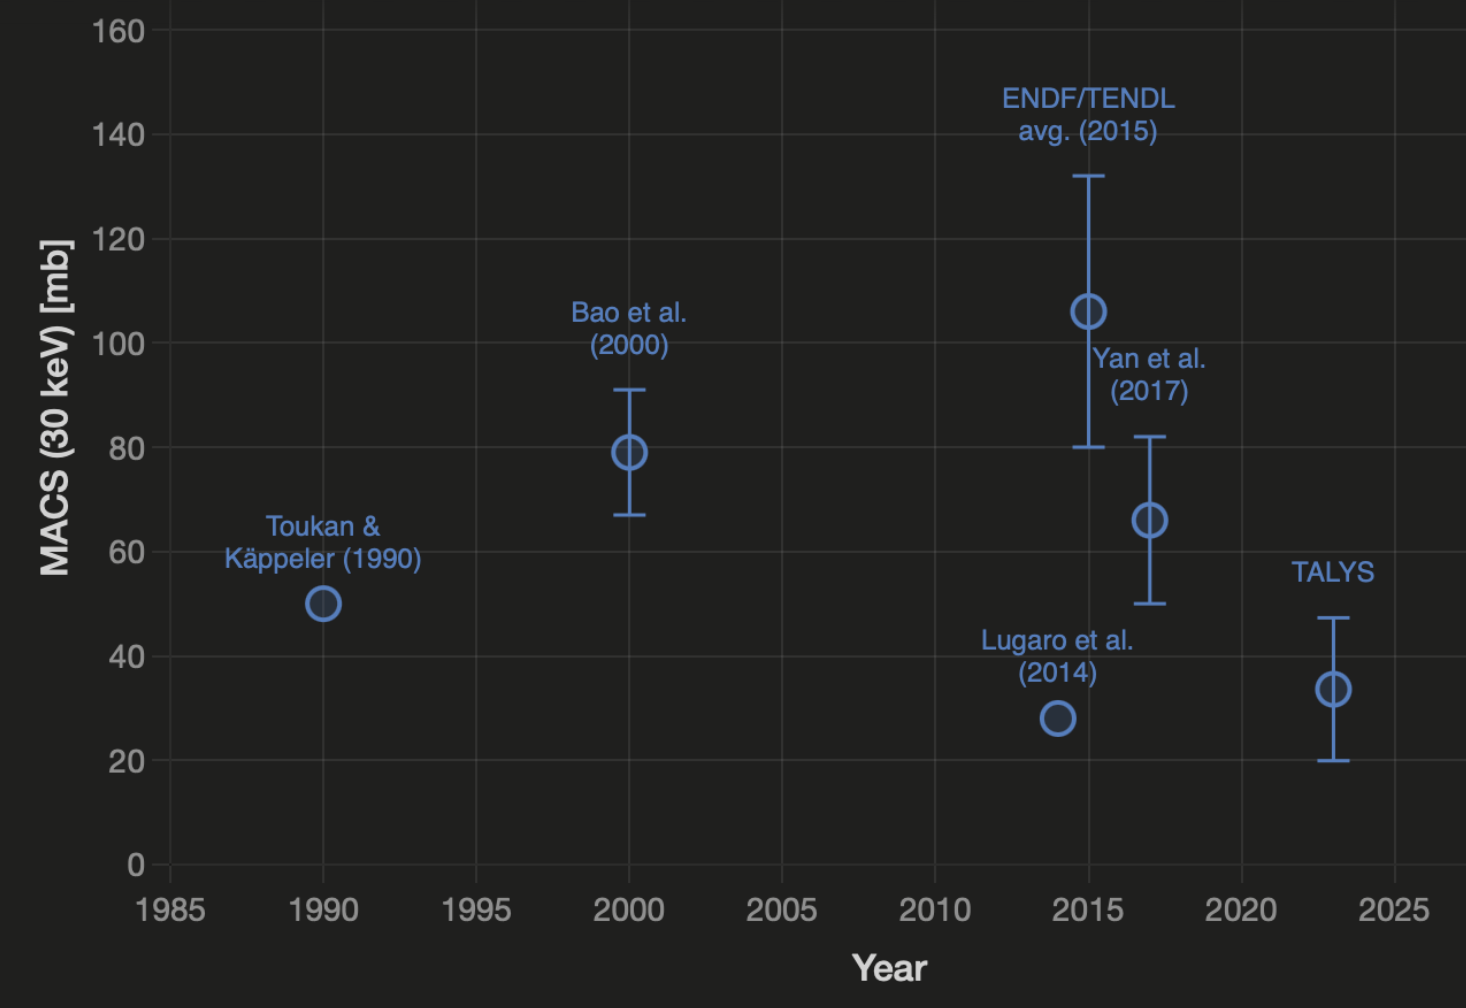 160
ENDF/TENDL
avg. (2015)
140
120
Bao et al.
(2000)
100
Yan et al.
(2017)
80
Toukan &
Käppeler (1990)
60
TALYS
Lugaro et al.
(2014)
40
20
0
MACS (30 keV) [mb]
1985 1990 1995 2000 2005 2010 2015 2020 2025
Year